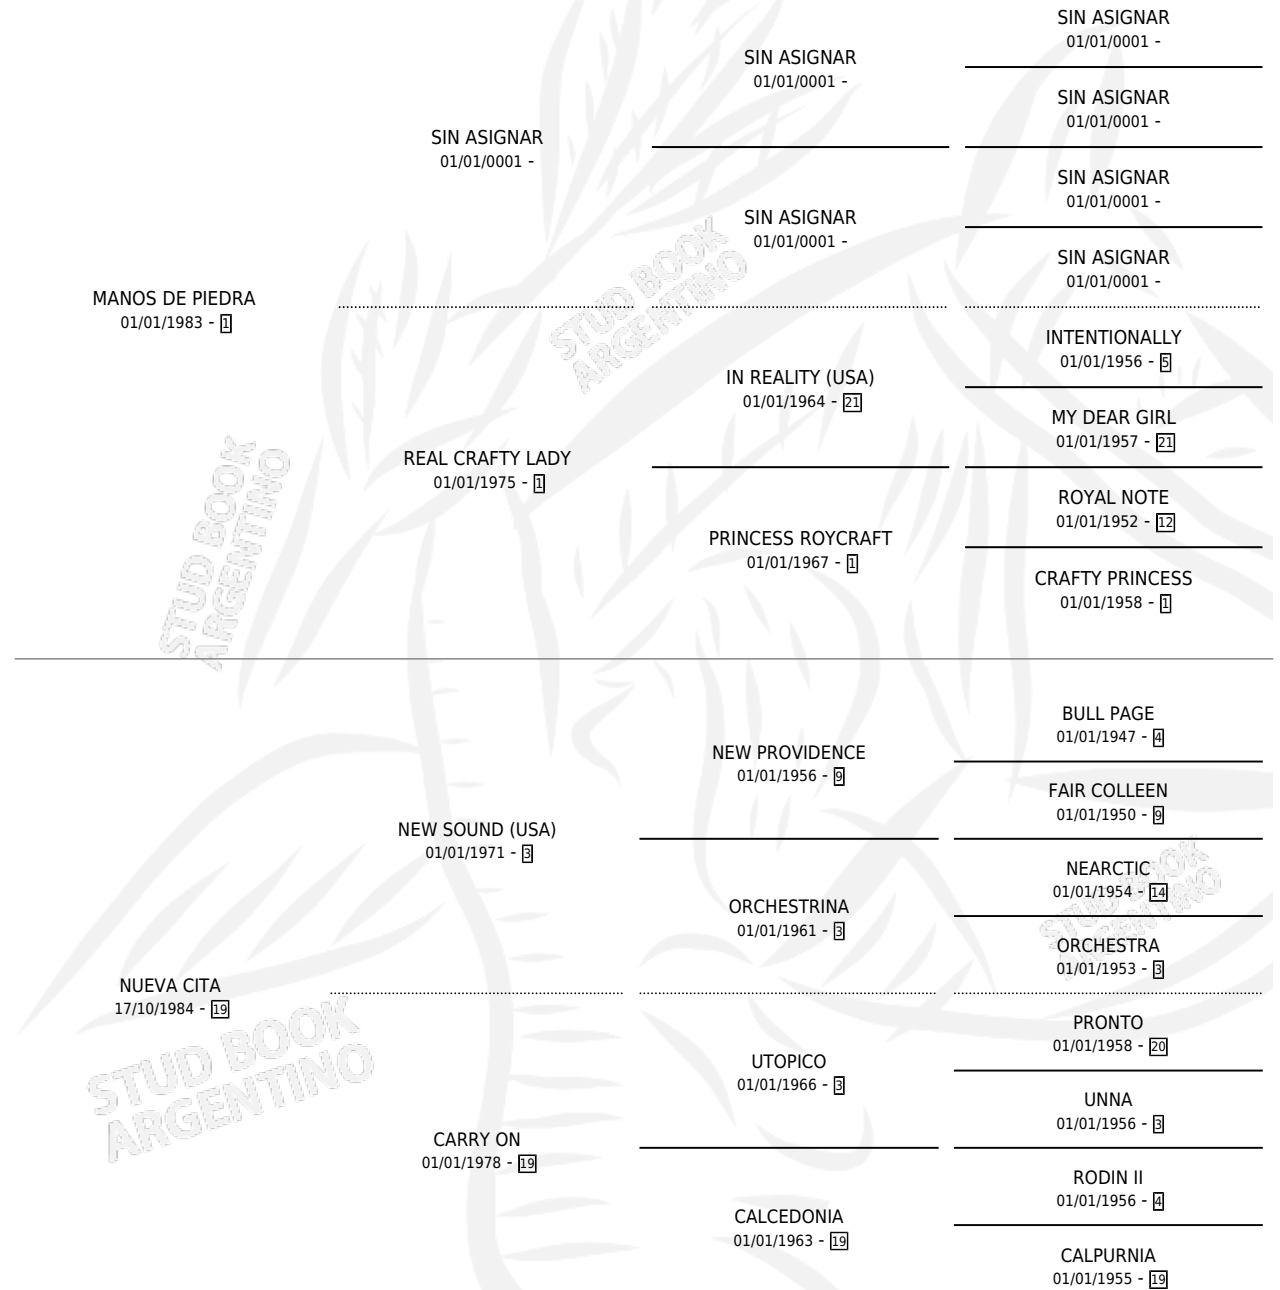 SIN ASIGNAR
01/01/0001 -
SIN ASIGNAR
01/01/0001 -
SIN ASIGNAR
01/01/0001 -
SIN ASIGNAR
01/01/0001 -
SIN ASIGNAR
01/01/0001 -
SIN ASIGNAR
01/01/0001 -
SIN ASIGNAR
01/01/0001 -
MANOS DE PIEDRA
01/01/1983 - 1
INTENTIONALLY
01/01/1956 - 5
IN REALITY (USA)
01/01/1964 - 21
MY DEAR GIRL
01/01/1957 - 21
REAL CRAFTY LADY
01/01/1975 - 1
ROYAL NOTE
01/01/1952 - 12
PRINCESS ROYCRAFT
01/01/1967 - 1
CRAFTY PRINCESS
01/01/1958 - 1
BULL PAGE
01/01/1947 - 4
NEW PROVIDENCE
01/01/1956 - 9
FAIR COLLEEN
01/01/1950 - 9
NEW SOUND (USA)
01/01/1971 - 3
NEARCTIC
01/01/1954 - 14
ORCHESTRINA
01/01/1961 - 3
ORCHESTRA
01/01/1953 - 3
NUEVA CITA
17/10/1984 - 19
PRONTO
01/01/1958 - 20
UTOPICO
01/01/1966 - 3
UNNA
01/01/1956 - 3
CARRY ON
01/01/1978 - 19
RODIN II
01/01/1956 - 4
CALCEDONIA
01/01/1963 - 19
CALPURNIA
01/01/1955 - 19
STUD BOOK
ARGENTINO
STUD BOOK
ARGENTINO
STUD BOOK
ARGENTINO
STUD BOOK
ARGENTINO